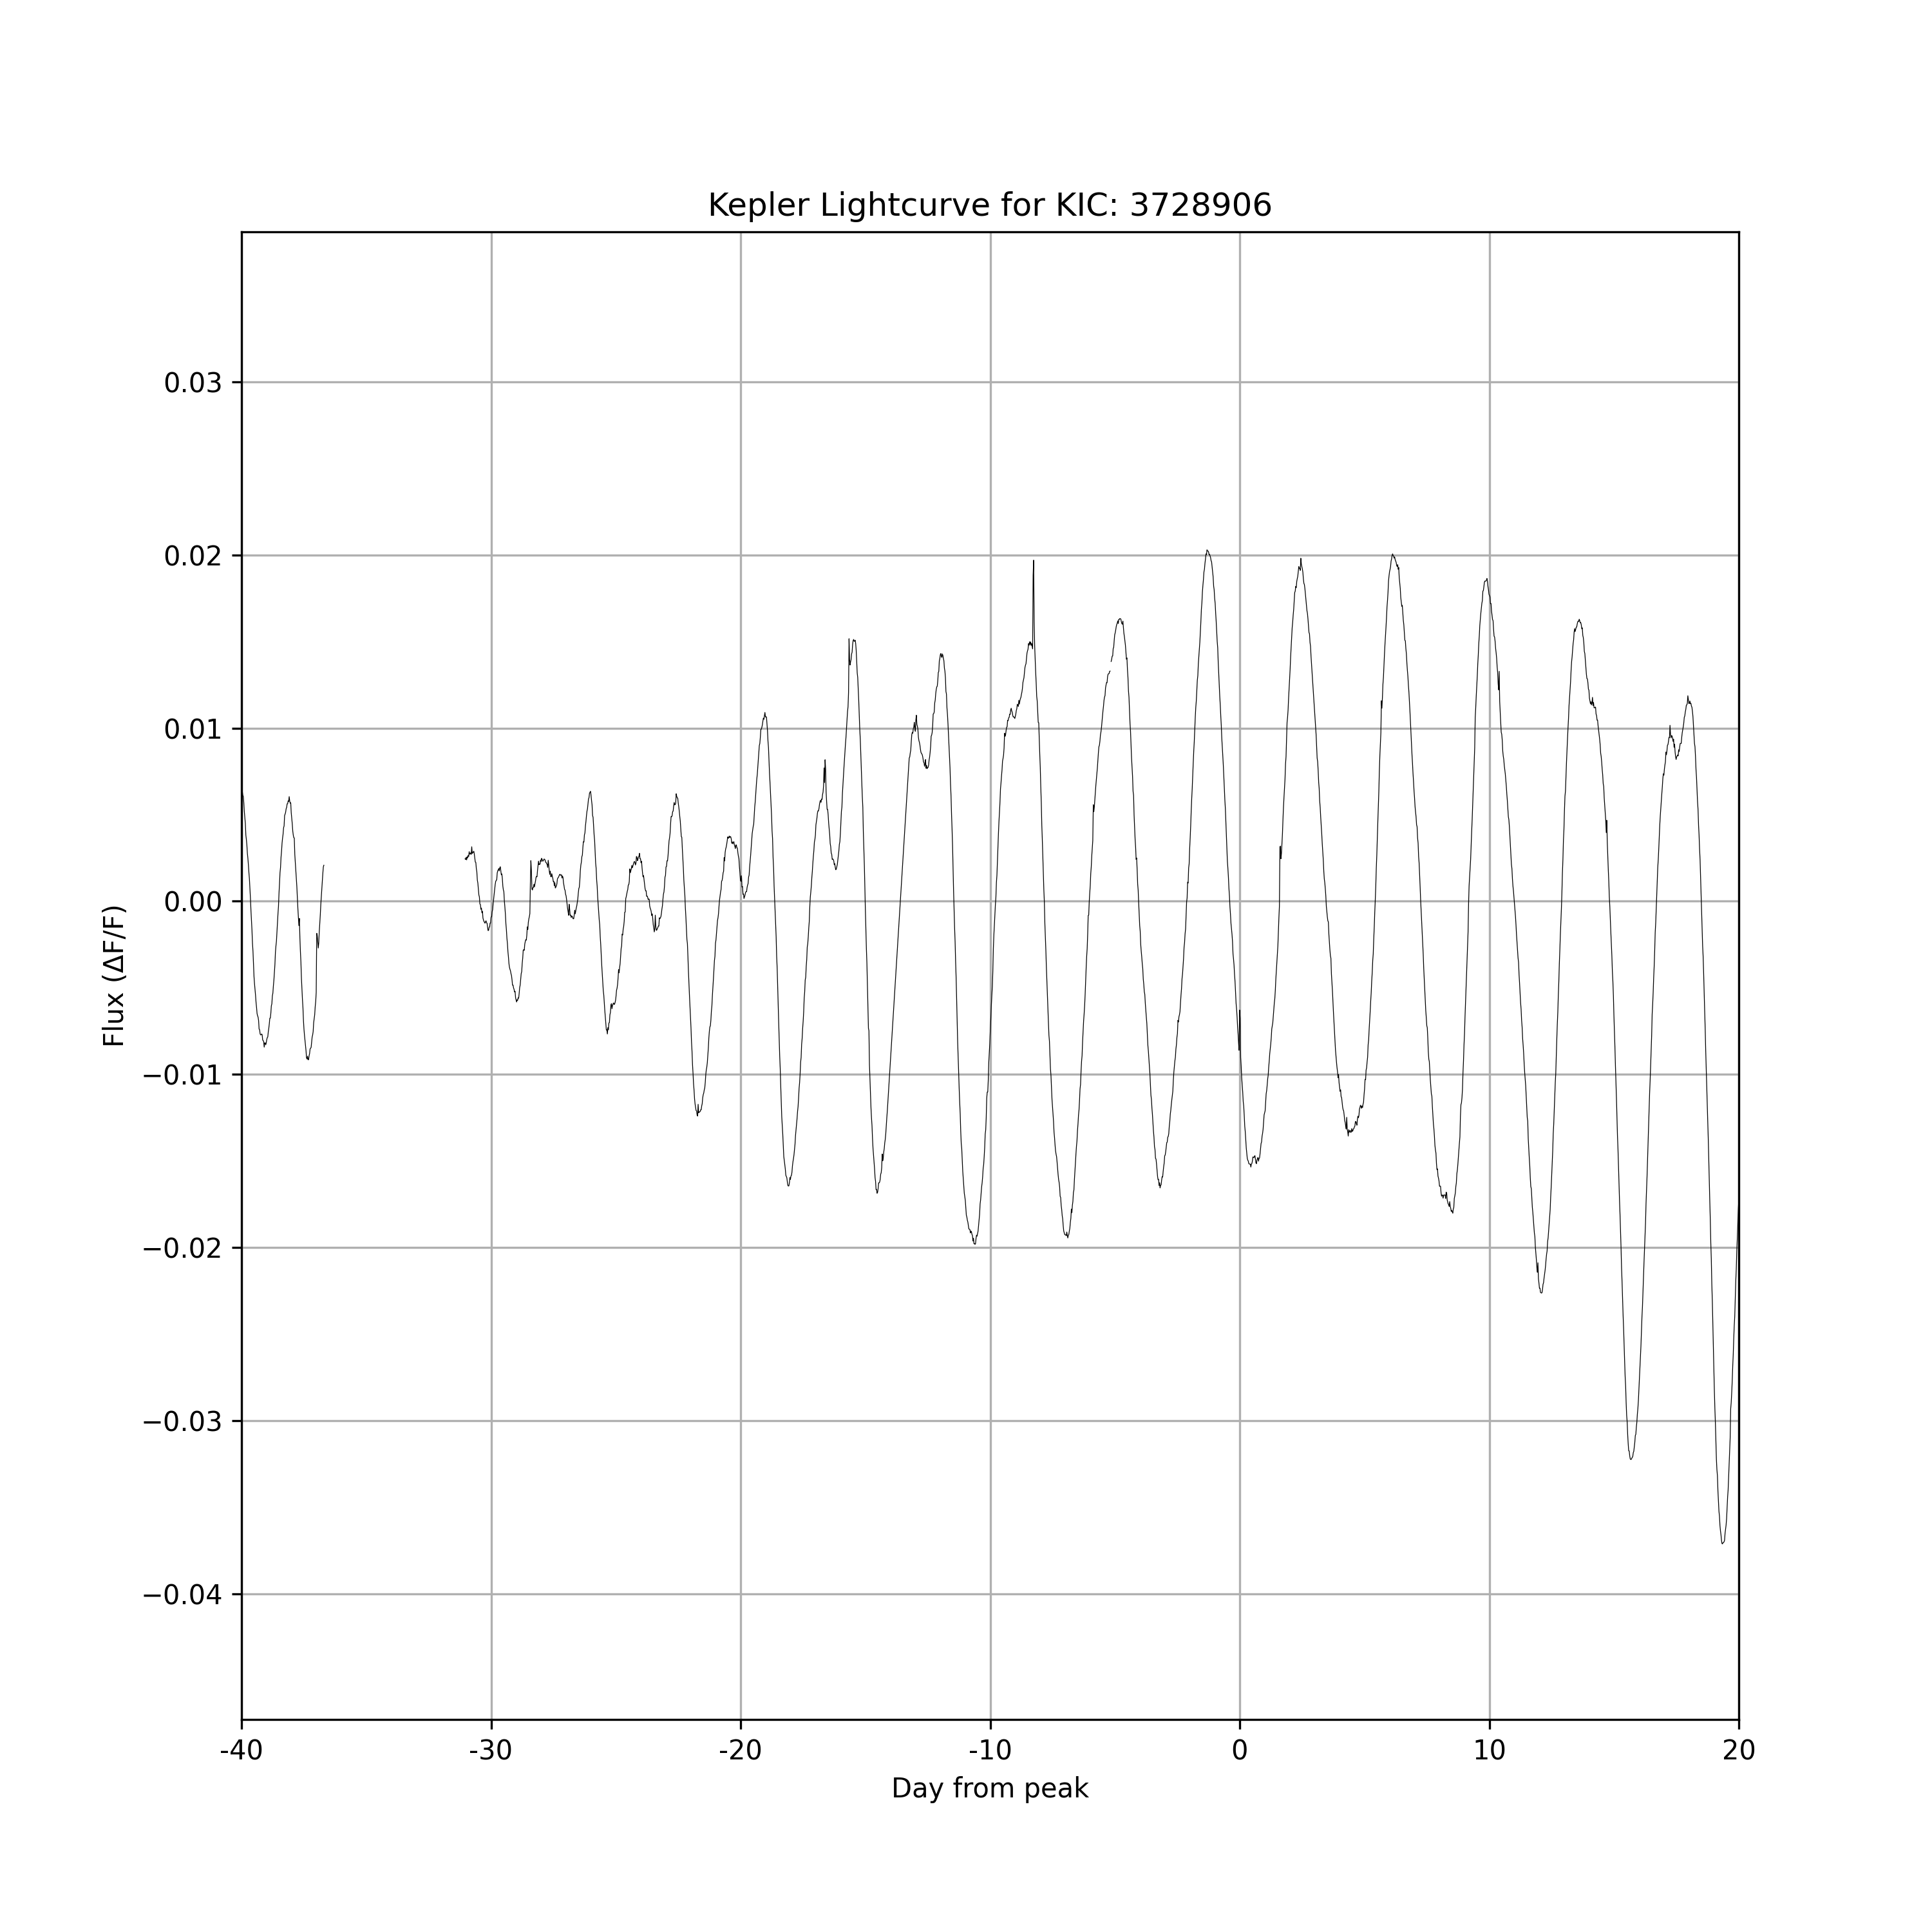 Kepler Lightcurve for KIC: 3728906
0.03
0.02
0.01
0.00
−0.01
−0.02
−0.03
−0.04
Flux (ΔF/F)
-40 -30 -20 -10 0 10 20
Day from peak